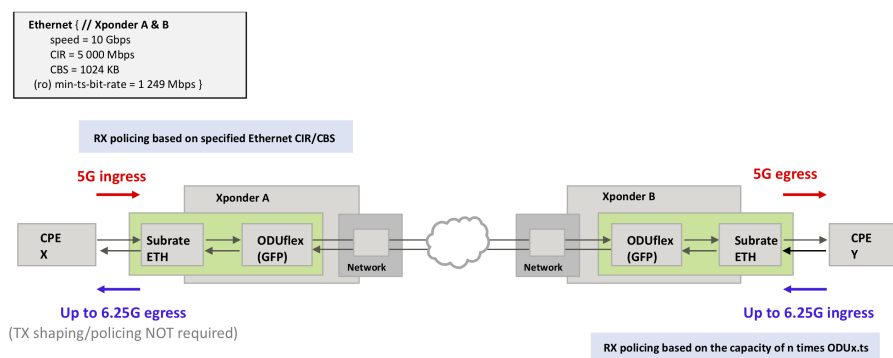 Ethernet { // Xponder A & B
speed = 10 Gbps
CIR = 5 000 Mbps
CBS = 1024 KB
(ro) min-ts-bit-rate = 1 249 Mbps }
RX policing based on specified Ethernet CIR/CBS
5G ingress
5G egress
Xponder A
Xponder B
CPE
X
Subrate
ETH
ODUflex
(GFP)
Network
Network
ODUflex
(GFP)
Subrate
ETH
CPE
Y
Up to 6.25G egress
(TX shaping/policing NOT required)
Up to 6.25G ingress
RX policing based on the capacity of n times ODUx.ts